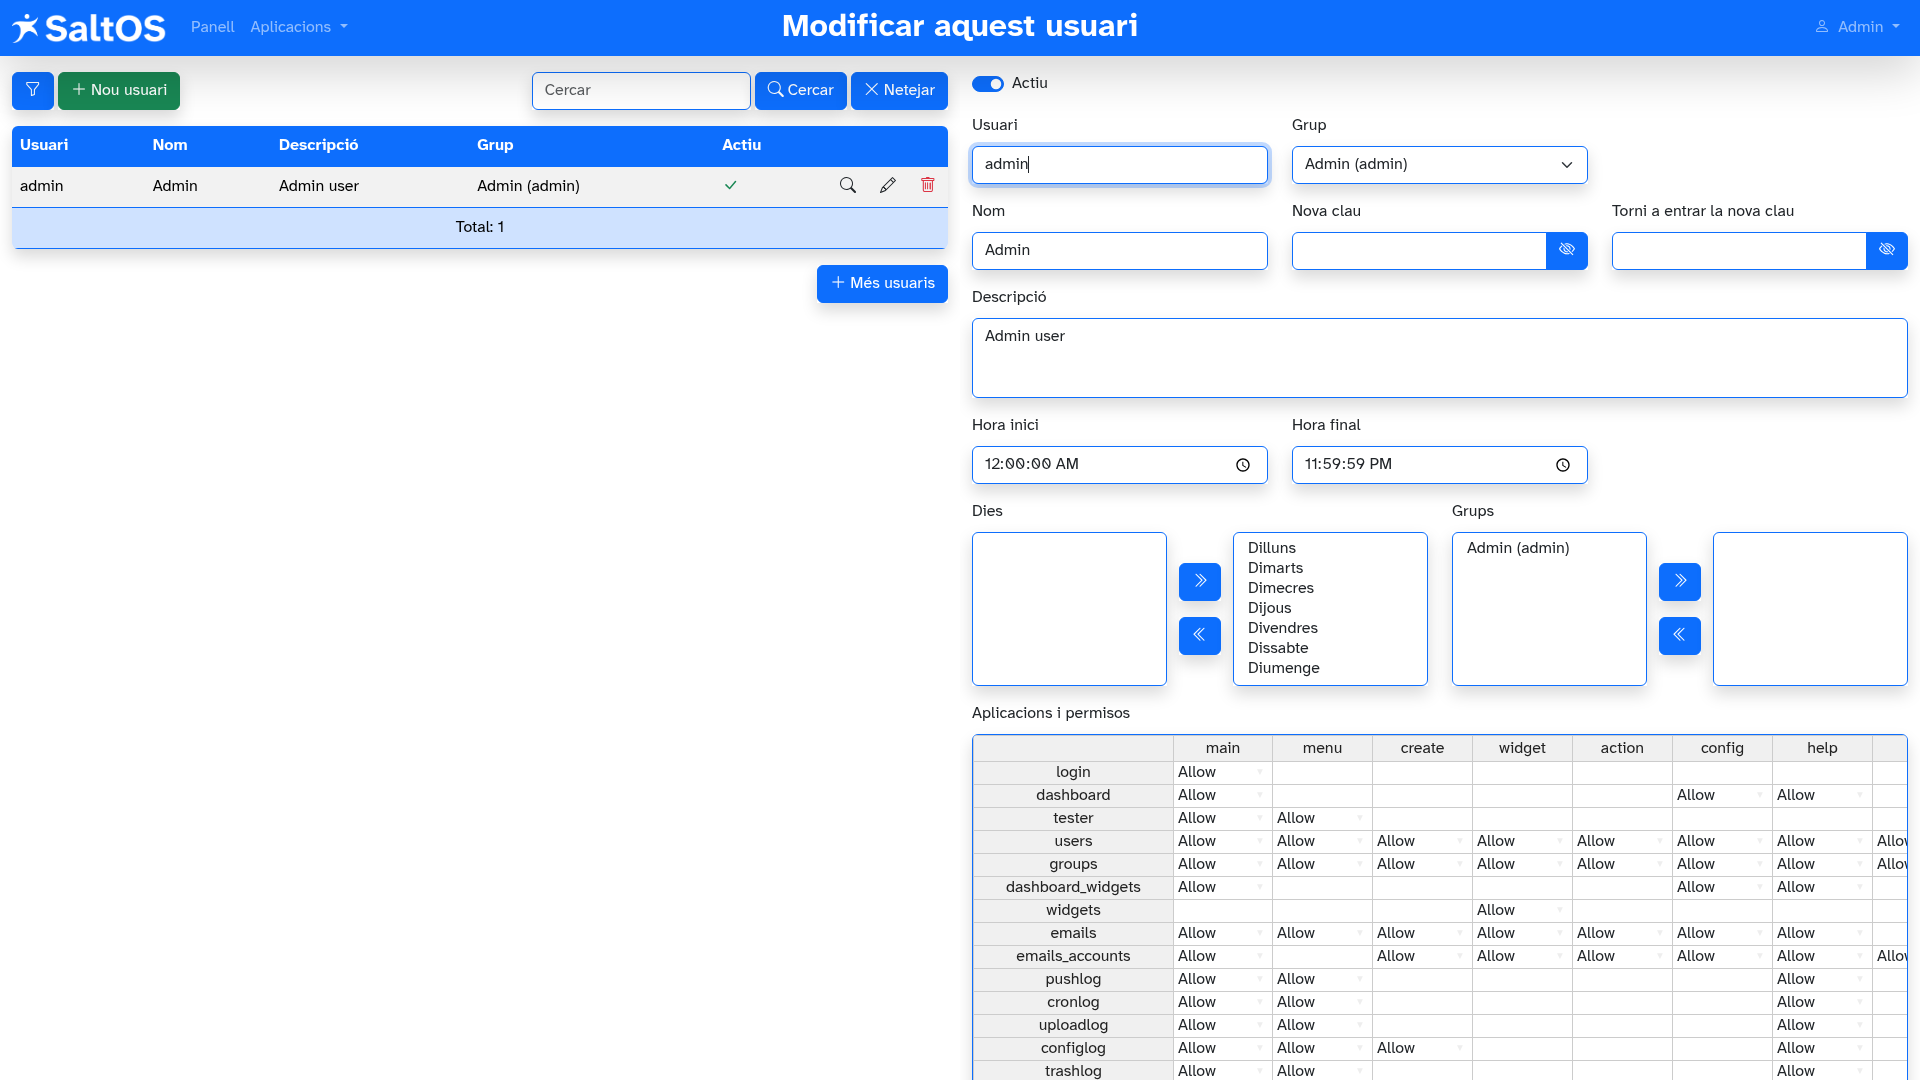 SaltOS Panell Aplicacions Modificar aquest usuari Admin
Nou usuari Cercar Cercar Netejar
Usuari Nom Descripció Grup Actiu
admin Admin Admin user Admin (admin)
Total: 1
Més usuaris
Actiu
Usuari Grup
admin Admin (admin)
Nom Nova clau Torni a entrar la nova clau
Admin
Descripció
Admin user
Hora inici Hora final
12:00:00 AM 11:59:59 PM
Dies Grups
Dilluns Admin (admin)
Dimarts
Dimecres
Dijous
Divendres
Dissabte
Diumenge
Aplicacions i permisos
main menu create widget action config help
login Allow
dashboard Allow Allow Allow
tester Allow Allow
users Allow Allow Allow Allow Allow Allow Allow
groups Allow Allow Allow Allow Allow Allow Allow
dashboard_widgets Allow Allow Allow
widgets Allow
emails Allow Allow Allow Allow Allow Allow Allow
emails_accounts Allow Allow Allow Allow Allow Allow
pushlog Allow Allow Allow
cronlog Allow Allow Allow
uploadlog Allow Allow Allow
configlog Allow Allow Allow Allow
trashlog Allow Allow Allow